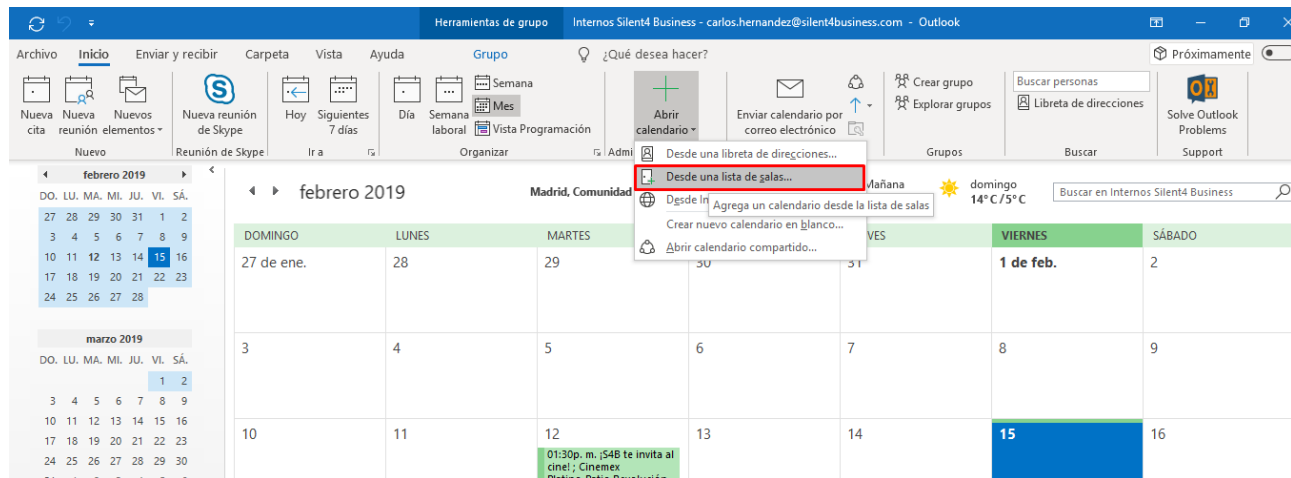 Herramientas de grupo
Internos Silent4 Business - carlos.hernandez@silent4business.com - Outlook
Archivo Inicio Enviar y recibir Carpeta Vista Ayuda Grupo ¿Qué desea hacer? Próximamente
Nueva cita
Nueva reunión
Nuevos elementos
Nuevo
Nueva reunión de Skype
Reunión de Skype
Hoy
Siguientes 7 días
Ir a
Día
Semana laboral
Semana
Mes
Vista Programación
Organizar
Abrir calendario
Admi
Enviar calendario por correo electrónico
Crear grupo
Explorar grupos
Grupos
Buscar personas
Libreta de direcciones
Buscar
Solve Outlook Problems
Support
Desde una libreta de direcciones...
Desde una lista de salas...
Desde In
Agrega un calendario desde la lista de salas
Crear nuevo calendario en blanco...
Abrir calendario compartido...
febrero 2019
DO. LU. MA. MI. JU. VI. SÁ.
27 28 29 30 31 1 2
3 4 5 6 7 8 9
10 11 12 13 14 15 16
17 18 19 20 21 22 23
24 25 26 27 28
marzo 2019
DO. LU. MA. MI. JU. VI. SÁ.
1 2
3 4 5 6 7 8 9
10 11 12 13 14 15 16
17 18 19 20 21 22 23
24 25 26 27 28 29 30
febrero 2019
Madrid, Comunidad
Mañana
domingo
14°C/5°C
Buscar en Internos Silent4 Business
DOMINGO LUNES MARTES VES VIERNES SÁBADO
27 de ene. 28 29 30 31 1 de feb. 2
3 4 5 6 7 8 9
10 11 12 13 14 15 16
01:30p. m. ¡S4B te invita al
cine! ; Cinemex
Platino Patio Revolución